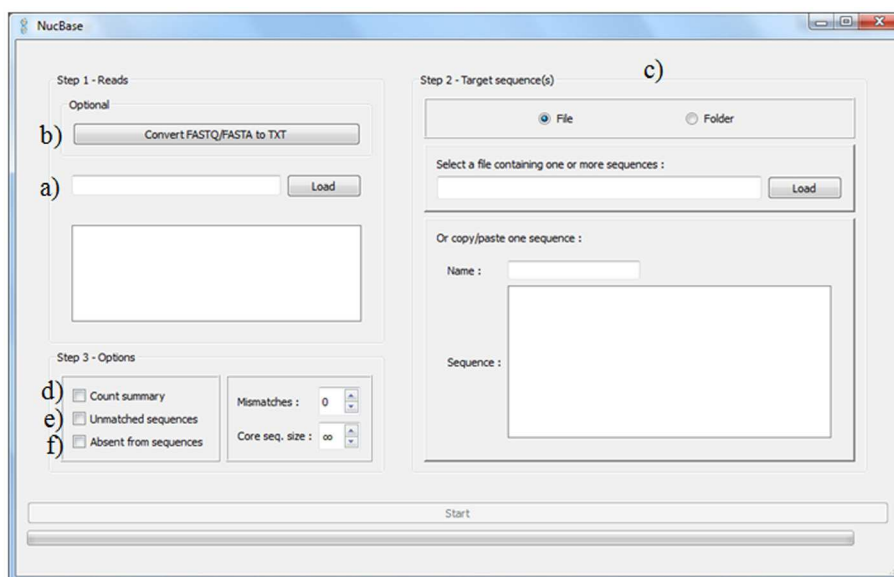 NucBase
Step 1 - Reads
Optional
b) Convert FASTQ/FASTA to TXT
a) Load
c)
Step 2 - Target sequence(s)
File Folder
Select a file containing one or more sequences :
Load
Or copy/paste one sequence :
Name :
Sequence :
Step 3 - Options
d) Count summary
e) Unmatched sequences
f) Absent from sequences
Mismatches : 0
Core seq. size : ∞
Start